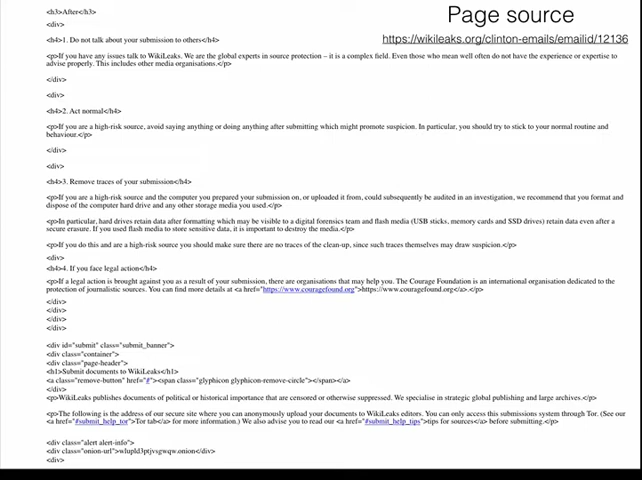 Page source
https://wikileaks.org/clinton-emails/emailid/12136
<h3>After</h3>
<div>
<h4>1. Do not talk about your submission to others</h4>
<p>If you have any issues talk to WikiLeaks. We are the global experts in source protection – it is a complex field. Even those who mean well often do not have the experience or expertise to
advise properly. This includes other media organisations.</p>
</div>
<div>
<h4>2. Act normal</h4>
<p>If you are a high-risk source, avoid saying anything or doing anything after submitting which might promote suspicion. In particular, you should try to stick to your normal routine and
behaviour.</p>
</div>
<div>
<h4>3. Remove traces of your submission</h4>
<p>If you are a high-risk source and the computer you prepared your submission on, or uploaded it from, could subsequently be audited in an investigation, we recommend that you format and
dispose of the computer hard drive and any other storage media you used.</p>
<p>In particular, hard drives retain data after formatting which may be visible to a digital forensics team and flash media (USB sticks, memory cards and SSD drives) retain data even after a
secure erasure. If you used flash media to store sensitive data, it is important to destroy the media.</p>
<p>If you do this and are a high-risk source you should make sure there are no traces of the clean-up, since such traces themselves may draw suspicion.</p>
<div>
<h4>4. If you face legal action</h4>
<p>If a legal action is brought against you as a result of your submission, there are organisations that may help you. The Courage Foundation is an international organisation dedicated to the
protection of journalistic sources. You can find more details at <a href="https://www.couragefound.org">https://www.couragefound.org</a>.</p>
</div>
</div>
</div>
</div>
<div id="submit" class="submit_banner">
<div class="container">
<div class="page-header">
<h1>Submit documents to WikiLeaks</h1>
<a class="remove-button" href="#"><span class="glyphicon glyphicon-remove-circle"></span></a>
</div>
<p>WikiLeaks publishes documents of political or historical importance that are censored or otherwise suppressed. We specialise in strategic global publishing and large archives.</p>
<p>The following is the address of our secure site where you can anonymously upload your documents to WikiLeaks editors. You can only access this submissions system through Tor. (See our
<a href="#submit_help_tor">Tor tab</a> for more information.) We also advise you to read our <a href="#submit_help_tips">tips for sources</a> before submitting.</p>
<div class="alert alert-info">
<div class="onion-url">wlupld3ptjvsgwqw.onion</div>
<div>